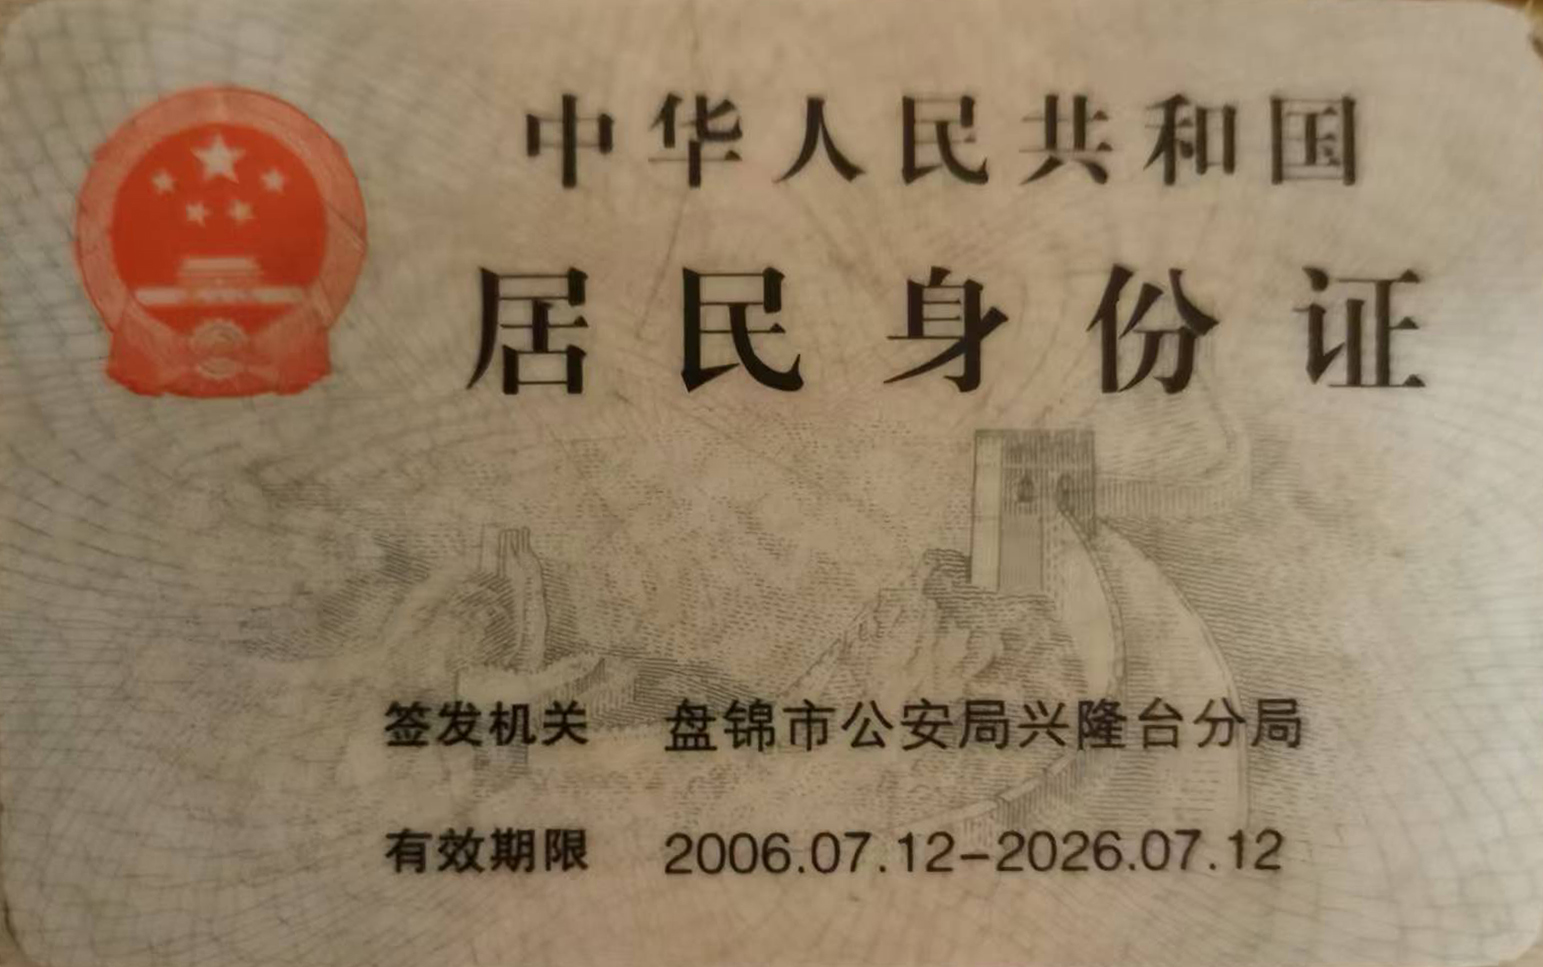 中华人民共和国
居民身份证
签发机关 盘锦市公安局兴隆台分局
有效期限 2006.07.12-2026.07.12